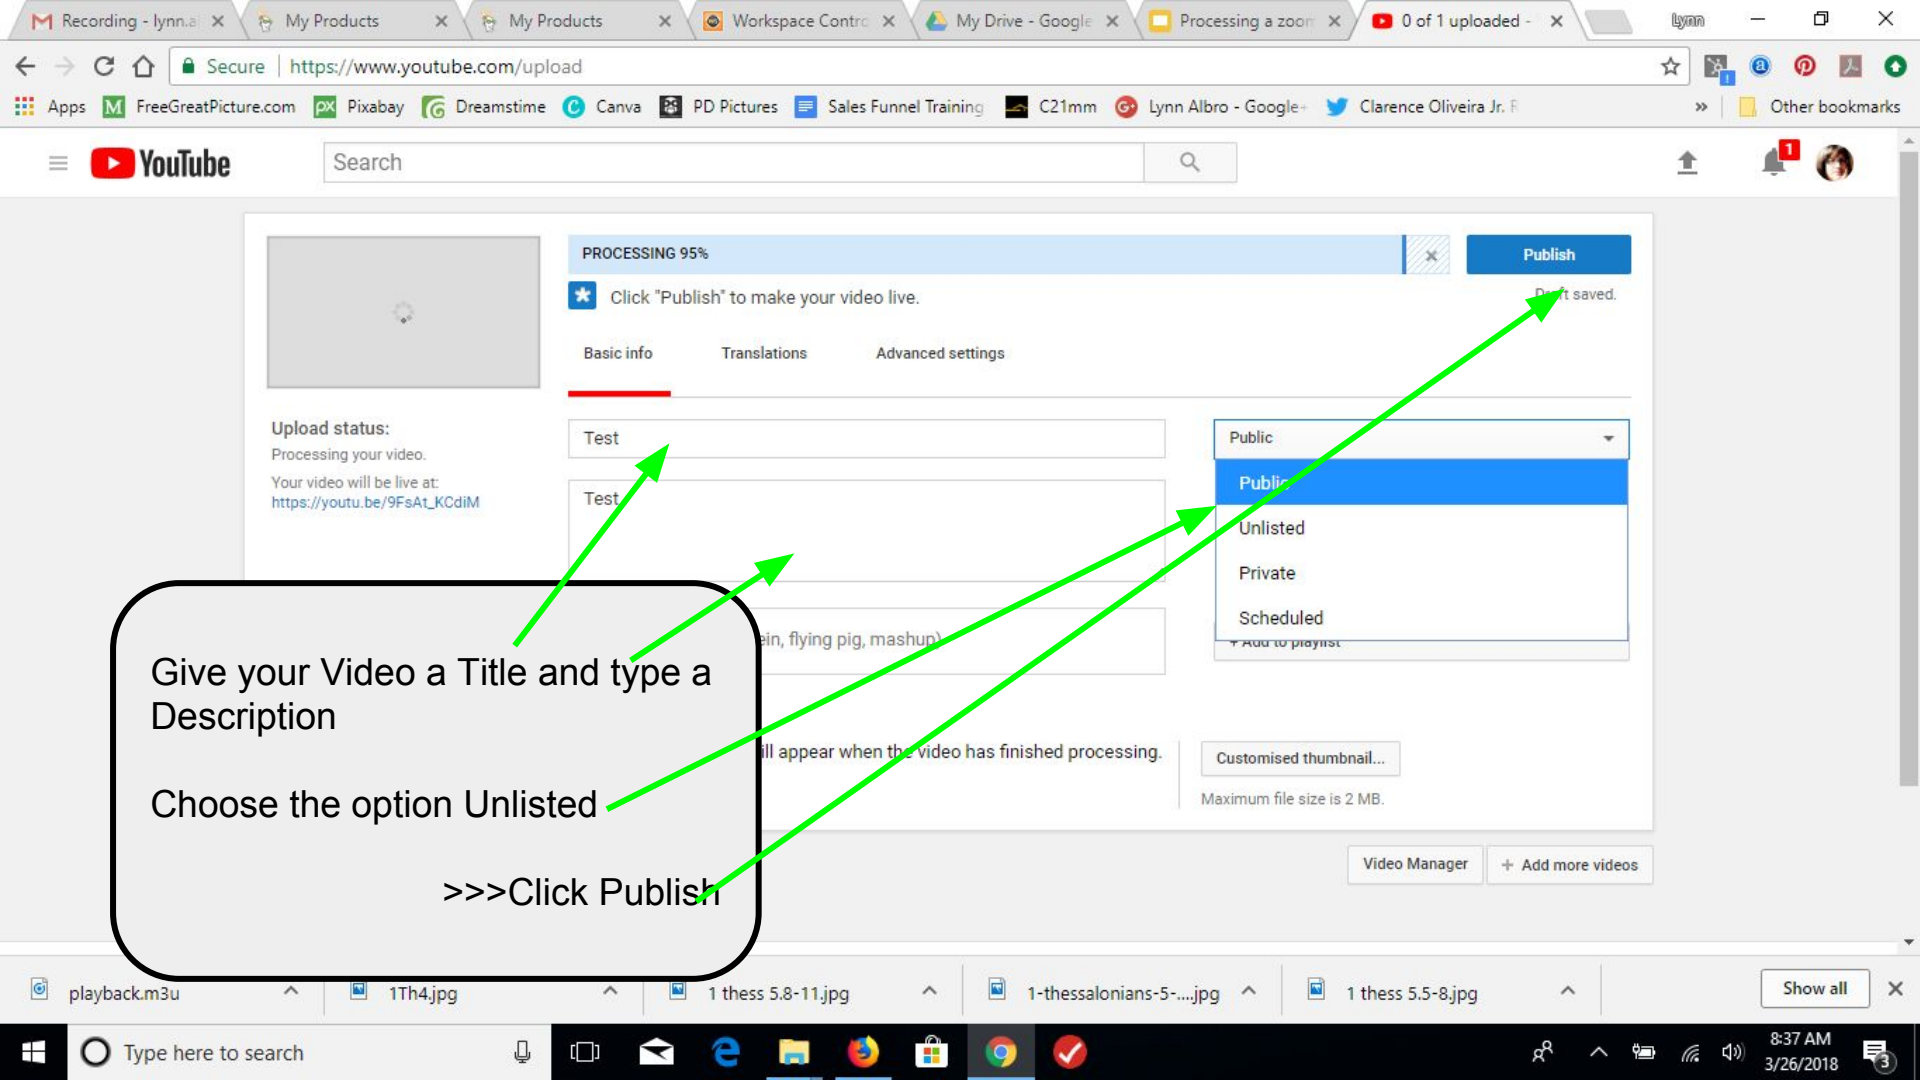 Recording - lynn.al
My Products
My Products
Workspace Contro
My Drive - Google
Processing a zoom
0 of 1 uploaded -
Lynn
Secure | https://www.youtube.com/upload
Apps
FreeGreatPicture.com
Pixabay
Dreamstime
Canva
PD Pictures
Sales Funnel Training
C21mm
Lynn Albro - Google+
Clarence Oliveira Jr. R
»
Other bookmarks
YouTube
Search
1
PROCESSING 95%
Publish
Click "Publish" to make your video live.
Draft saved.
Basic info
Translations
Advanced settings
Upload status:
Processing your video.
Your video will be live at:
https://youtu.be/9FsAt_KCdiM
Test
Test
Public
Public
Unlisted
Private
Scheduled
+ Add to playlist
ein, flying pig, mashup)
ill appear when the video has finished processing.
Customised thumbnail...
Maximum file size is 2 MB.
Give your Video a Title and type a
Description
Choose the option Unlisted
>>>Click Publish
Video Manager
+ Add more videos
playback.m3u
1Th4.jpg
1 thess 5.8-11.jpg
1-thessalonians-5-....jpg
1 thess 5.5-8.jpg
Show all
Type here to search
8:37 AM
3/26/2018
3